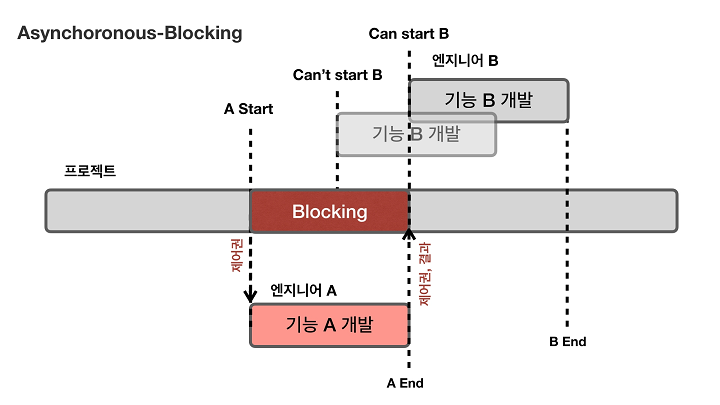 Asynchoronous-Blocking
Can start B
엔지니어 B
Can't start B
기능 B 개발
A Start
기능 B 개발
프로젝트
Blocking
제어권
제어권, 결과
엔지니어 A
기능 A 개발
B End
A End